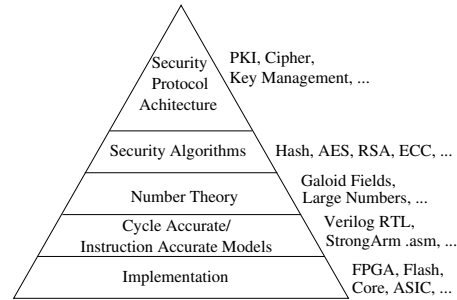 Security
Protocol
Achitecture
PKI, Cipher,
Key Management, ...
Security Algorithms
Hash, AES, RSA, ECC, ...
Number Theory
Galoid Fields,
Large Numbers, ...
Cycle Accurate/
Instruction Accurate Models
Verilog RTL,
StrongArm .asm, ...
Implementation
FPGA, Flash,
Core, ASIC, ...